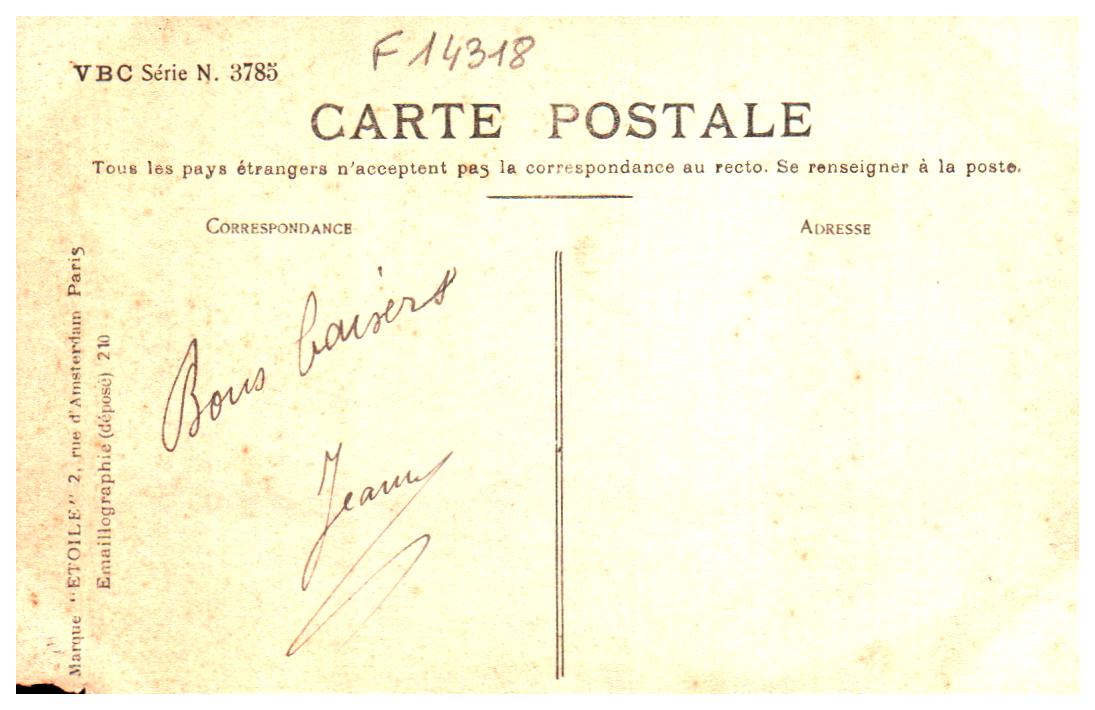 F 14318
VBC Série N. 3785
CARTE POSTALE
Tous les pays étrangers n'acceptent pas la correspondance au recto. Se renseigner à la poste.
CORRESPONDANCE
ADRESSE
Bons baisers
Jeanne
Marque "ETOILE" 2, rue d'Amsterdam Paris
Emaillographie (déposé) 210